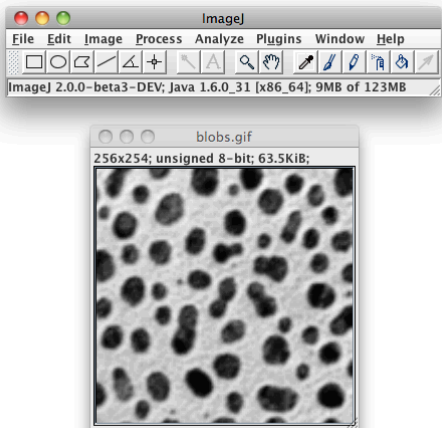 ImageJ
File Edit Image Process Analyze Plugins Window Help
A
ImageJ 2.0.0-beta3-DEV; Java 1.6.0_31 [x86_64]; 9MB of 123MB
blobs.gif
256x254; unsigned 8-bit; 63.5KiB;